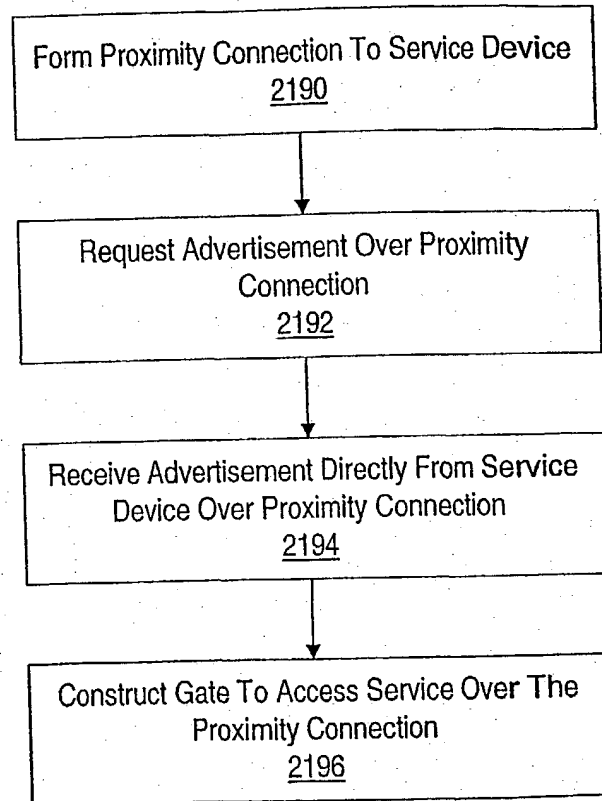 Form Proximity Connection To Service Device
2190
Request Advertisement Over Proximity
Connection
2192
Receive Advertisement Directly From Service
Device Over Proximity Connection
2194
Construct Gate To Access Service Over The
Proximity Connection
2196